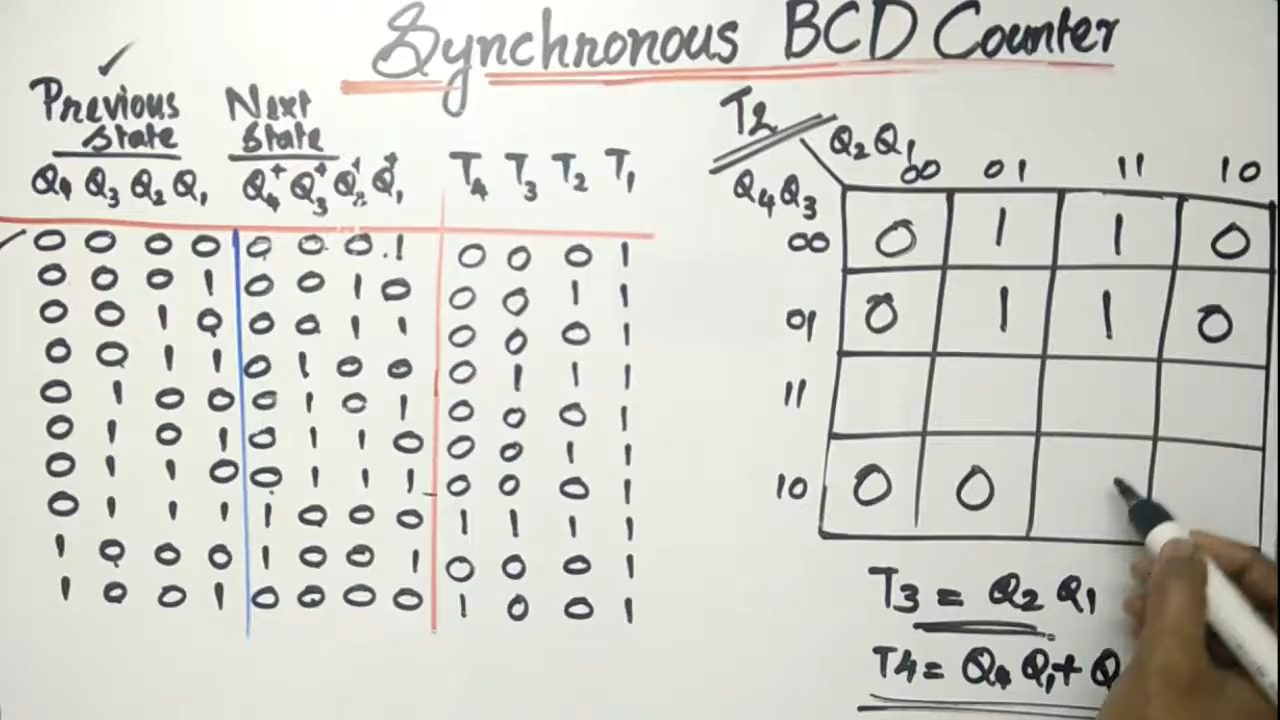 Synchronous BCD Counter
Previous State Next State
Q4 Q3 Q2 Q1 Q4+ Q3+ Q2+ Q1+ T4 T3 T2 T1
0 0 0 0 0 0 0 1 0 0 0 1
0 0 0 1 0 0 1 0 0 0 1 1
0 0 1 0 0 0 1 1 0 0 0 1
0 0 1 1 0 1 0 0 0 1 1 1
0 1 0 0 0 1 0 1 0 0 0 1
0 1 0 1 0 1 1 0 0 0 1 1
0 1 1 0 0 1 1 1 0 0 0 1
0 1 1 1 1 0 0 0 1 1 1 1
1 0 0 0 1 0 0 1 0 0 0 1
1 0 0 1 0 0 0 0 1 0 0 1
T2
Q2 Q1
Q4 Q3
00 01 11 10
00 0 1 1 0
01 0 1 1 0
11
10 0 0
T3 = Q2 Q1
T4 = Q4 Q1 + Q